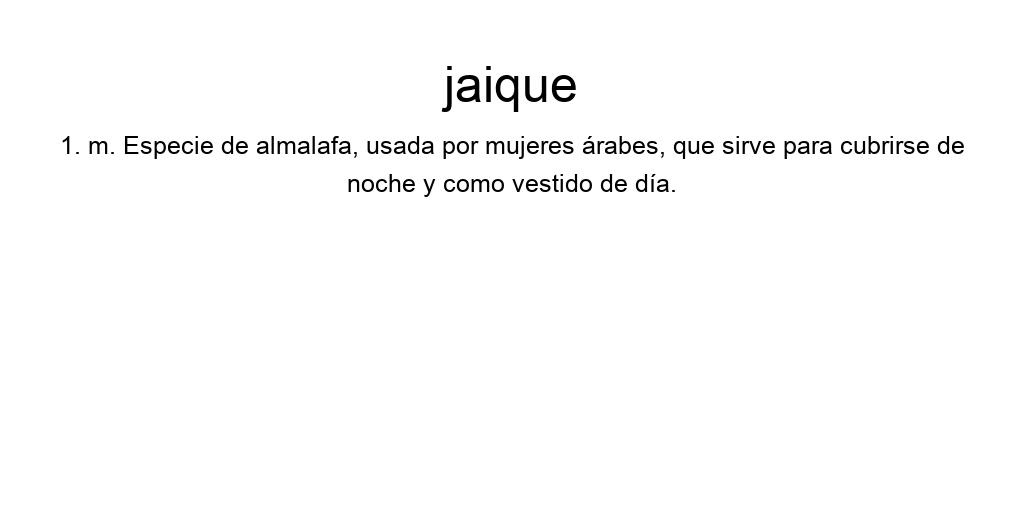 jaique
1. m. Especie de almalafa, usada por mujeres árabes, que sirve para cubrirse de
noche y como vestido de día.